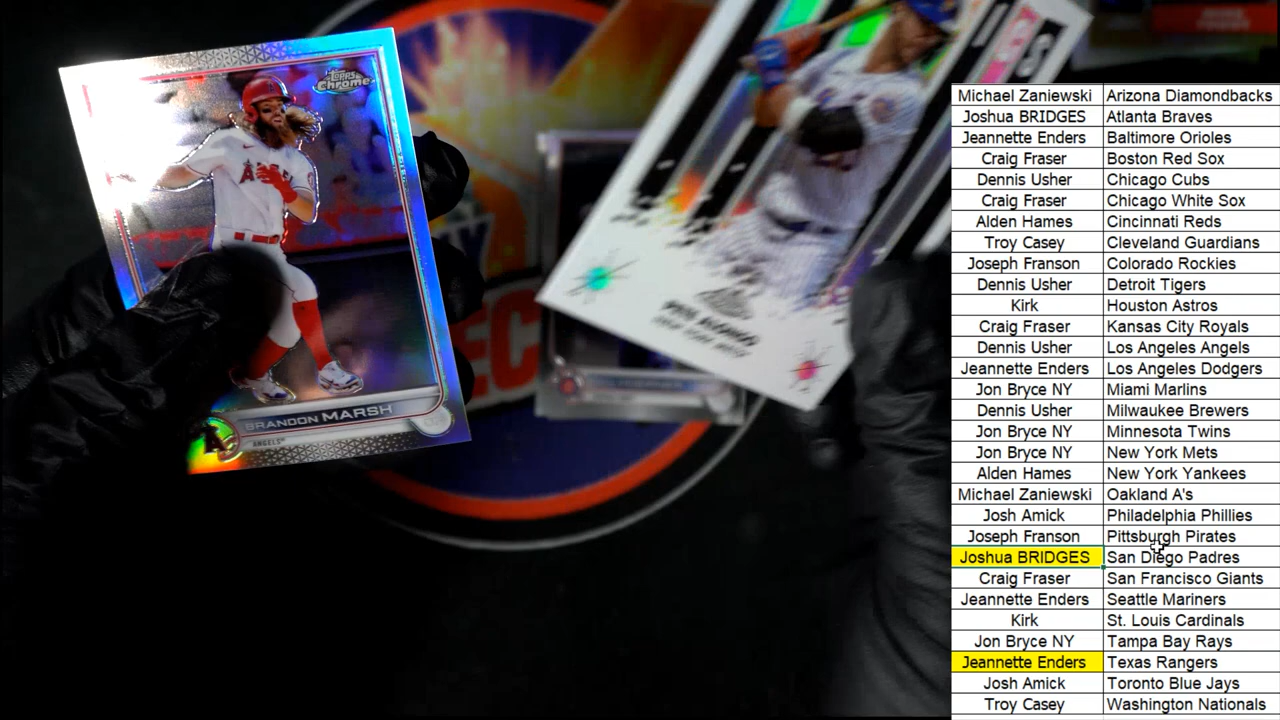 Topps
Chrome
BRANDON MARSH
ANGELS
PETE ALONSO
NEW YORK METS
Michael Zaniewski Arizona Diamondbacks
Joshua BRIDGES Atlanta Braves
Jeannette Enders Baltimore Orioles
Craig Fraser Boston Red Sox
Dennis Usher Chicago Cubs
Craig Fraser Chicago White Sox
Alden Hames Cincinnati Reds
Troy Casey Cleveland Guardians
Joseph Franson Colorado Rockies
Dennis Usher Detroit Tigers
Kirk Houston Astros
Craig Fraser Kansas City Royals
Dennis Usher Los Angeles Angels
Jeannette Enders Los Angeles Dodgers
Jon Bryce NY Miami Marlins
Dennis Usher Milwaukee Brewers
Jon Bryce NY Minnesota Twins
Jon Bryce NY New York Mets
Alden Hames New York Yankees
Michael Zaniewski Oakland A's
Josh Amick Philadelphia Phillies
Joseph Franson Pittsburgh Pirates
Joshua BRIDGES San Diego Padres
Craig Fraser San Francisco Giants
Jeannette Enders Seattle Mariners
Kirk St. Louis Cardinals
Jon Bryce NY Tampa Bay Rays
Jeannette Enders Texas Rangers
Josh Amick Toronto Blue Jays
Troy Casey Washington Nationals